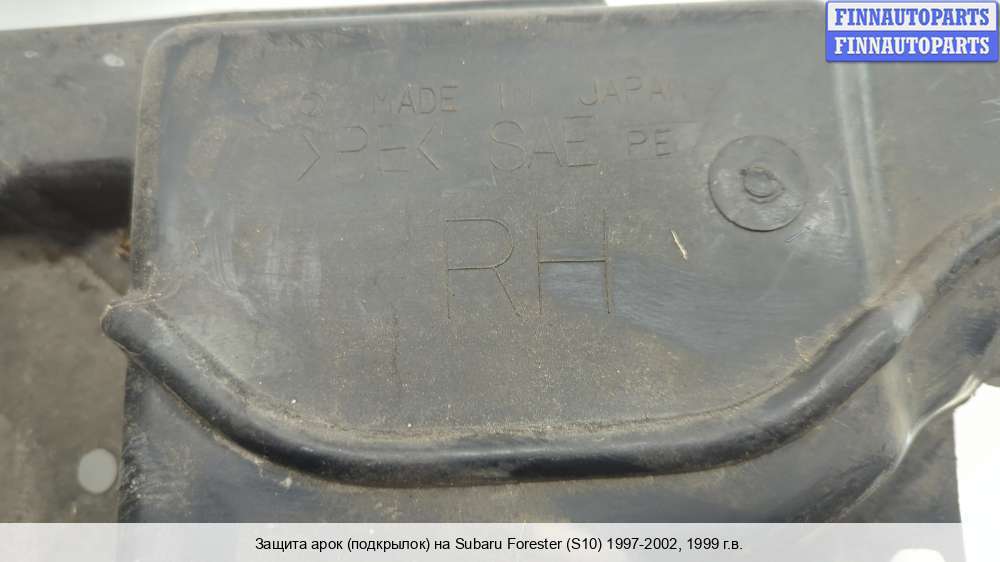 FINNAUTOPARTS
FINNAUTOPARTS
MADE IN JAPAN
>PE< SAE PE
RH
Защита арок (подкрылок) на Subaru Forester (S10) 1997-2002, 1999 г.в.